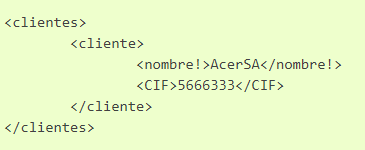 <clientes>
<cliente>
<nombre!>AcerSA</nombre!>
<CIF>5666333</CIF>
</cliente>
</clientes>